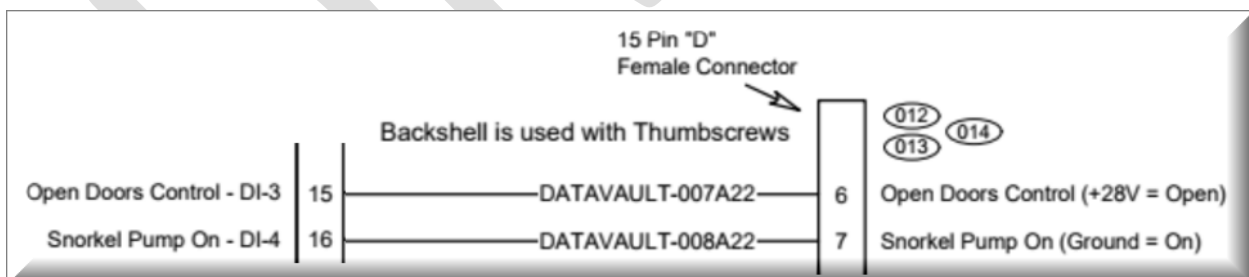 15 Pin "D"
Female Connector
Backshell is used with Thumbscrews
012
013
014
Open Doors Control - DI-3 15 DATAVAULT-007A22 6 Open Doors Control (+28V = Open)
Snorkel Pump On - DI-4 16 DATAVAULT-008A22 7 Snorkel Pump On (Ground = On)